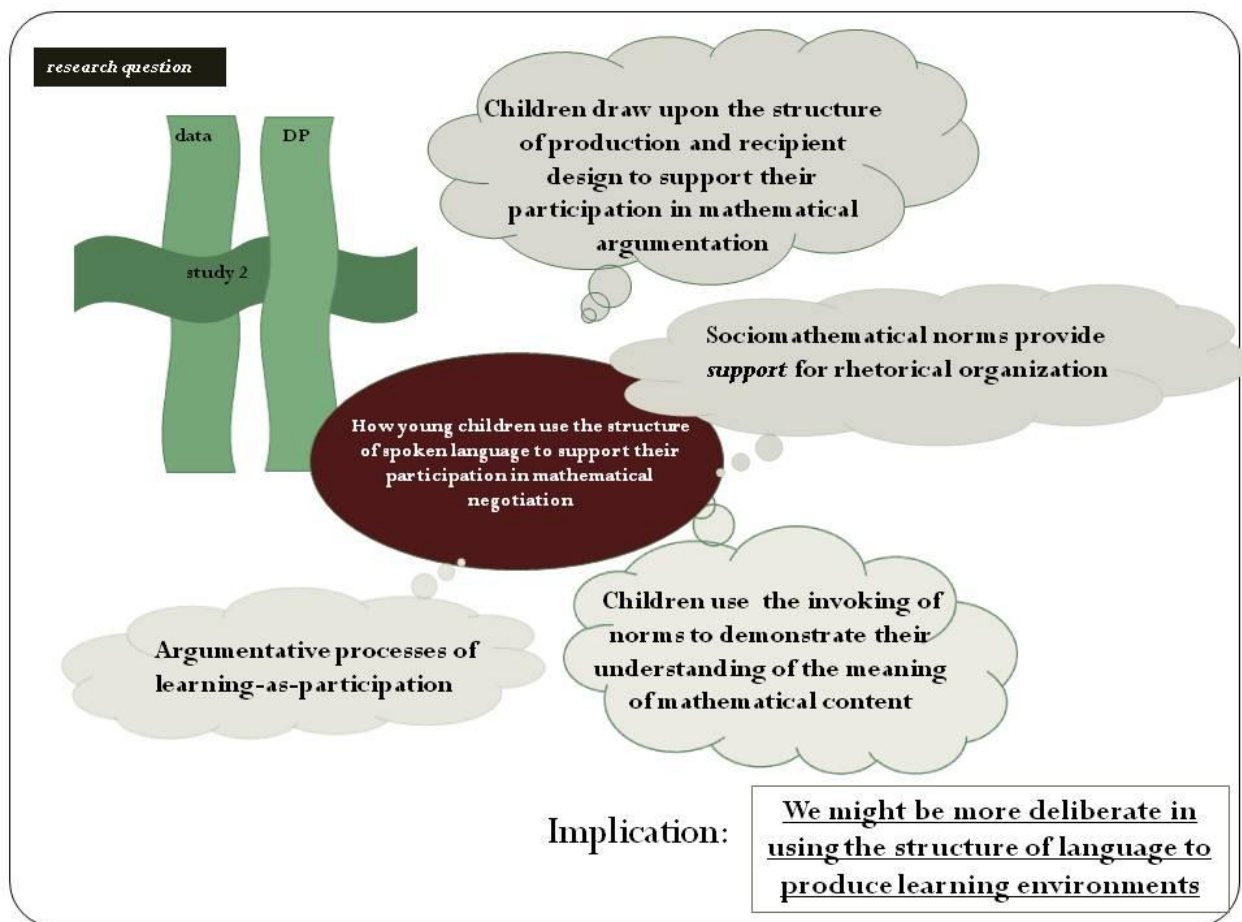 research question
data
DP
study 2
Children draw upon the structure
of production and recipient
design to support their
participation in mathematical
argumentation
Sociomathematical norms provide
support for rhetorical organization
How young children use the structure
of spoken language to support their
participation in mathematical
negotiation
Children use the invoking of
norms to demonstrate their
understanding of the meaning
of mathematical content
Argumentative processes of
learning-as-participation
Implication:
We might be more deliberate in
using the structure of language to
produce learning environments